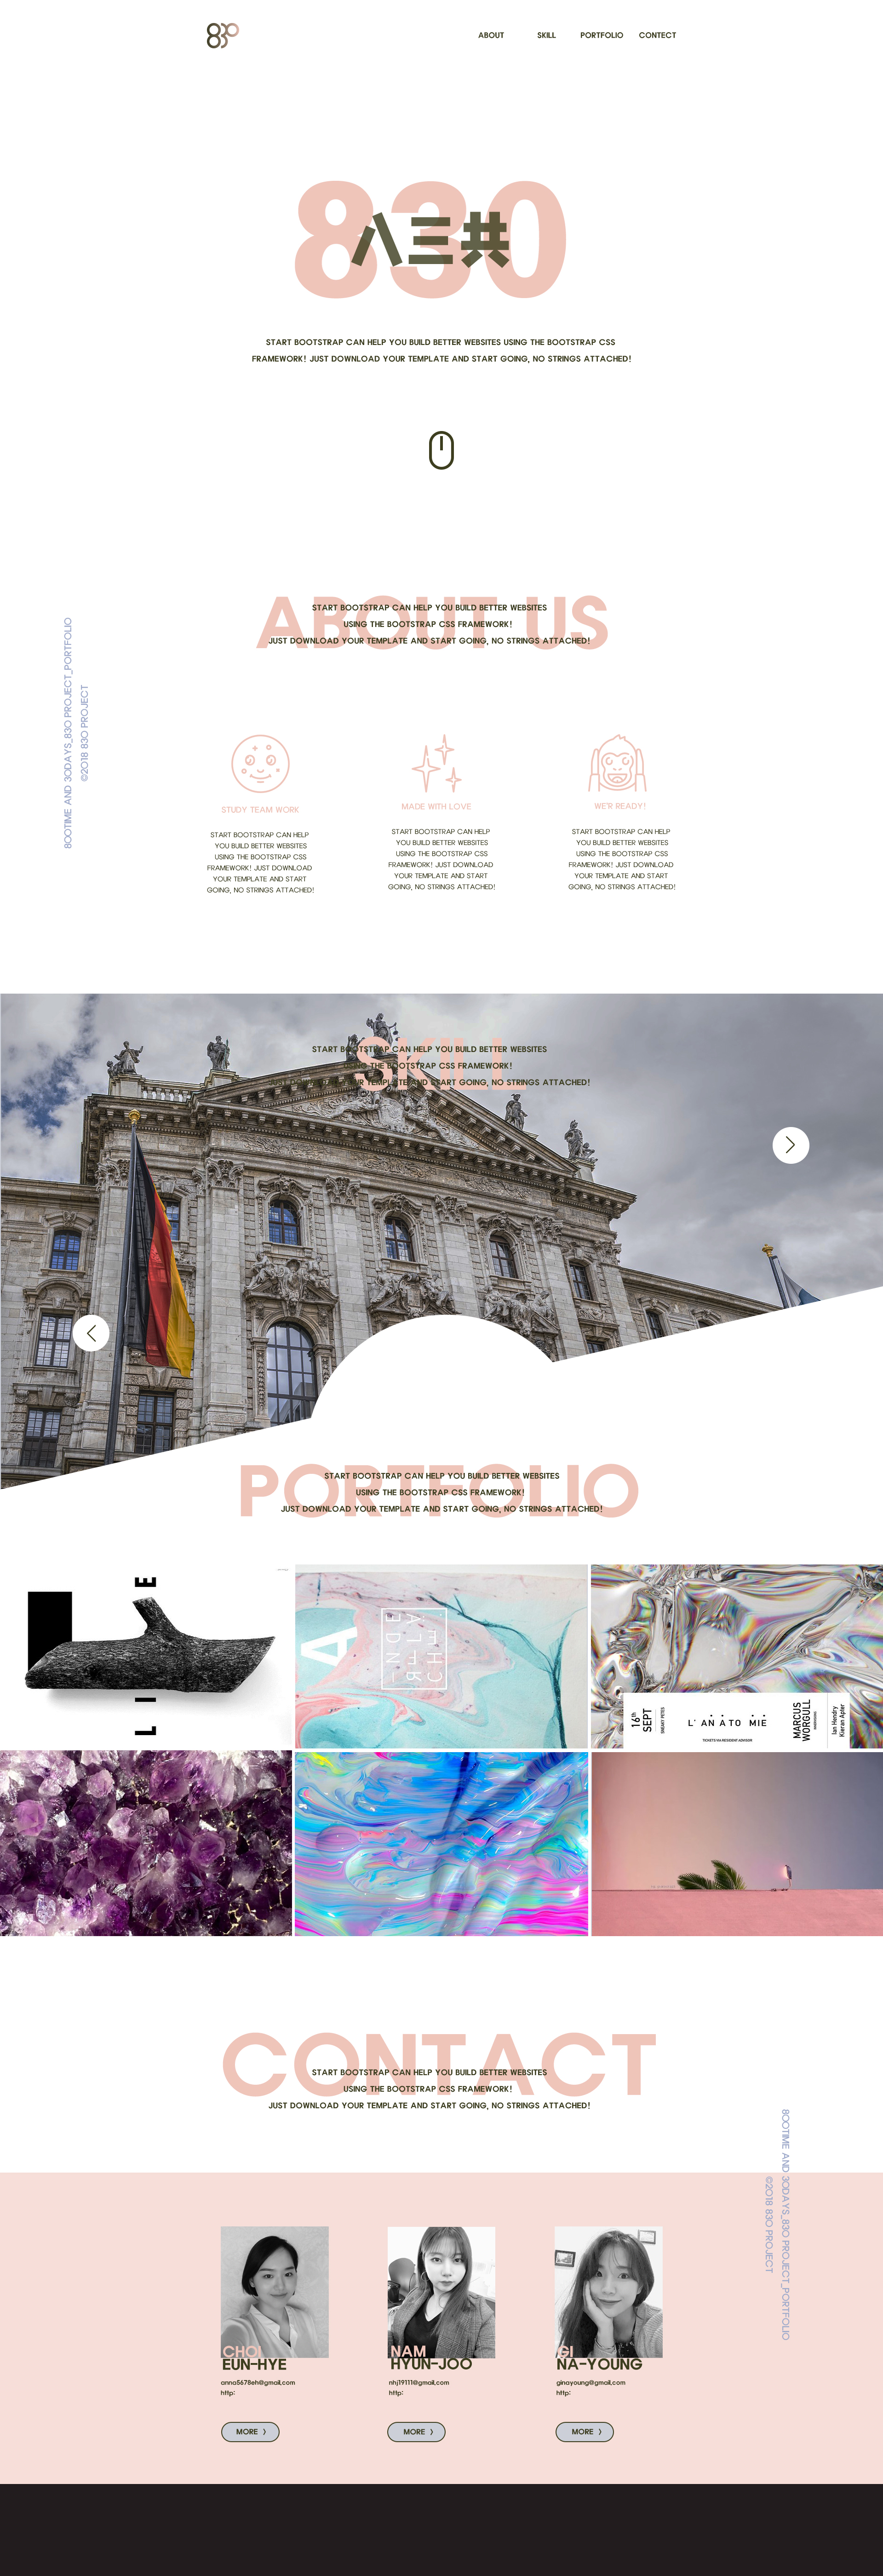 830
ABOUT
SKILL
PORTFOLIO
CONTECT
830
八三共
START BOOTSTRAP CAN HELP YOU BUILD BETTER WEBSITES USING THE BOOTSTRAP CSS
FRAMEWORK! JUST DOWNLOAD YOUR TEMPLATE AND START GOING, NO STRINGS ATTACHED!
ABOUT US
START BOOTSTRAP CAN HELP YOU BUILD BETTER WEBSITES
USING THE BOOTSTRAP CSS FRAMEWORK!
JUST DOWNLOAD YOUR TEMPLATE AND START GOING, NO STRINGS ATTACHED!
800TIME AND 30DAYS_830 PROJECT_PORTFOLIO
©2018 830 PROJECT
STUDY TEAM WORK
START BOOTSTRAP CAN HELP
YOU BUILD BETTER WEBSITES
USING THE BOOTSTRAP CSS
FRAMEWORK! JUST DOWNLOAD
YOUR TEMPLATE AND START
GOING, NO STRINGS ATTACHED!
MADE WITH LOVE
START BOOTSTRAP CAN HELP
YOU BUILD BETTER WEBSITES
USING THE BOOTSTRAP CSS
FRAMEWORK! JUST DOWNLOAD
YOUR TEMPLATE AND START
GOING, NO STRINGS ATTACHED!
WE'R READY!
START BOOTSTRAP CAN HELP
YOU BUILD BETTER WEBSITES
USING THE BOOTSTRAP CSS
FRAMEWORK! JUST DOWNLOAD
YOUR TEMPLATE AND START
GOING, NO STRINGS ATTACHED!
SKILL
START BOOTSTRAP CAN HELP YOU BUILD BETTER WEBSITES
USING THE BOOTSTRAP CSS FRAMEWORK!
JUST DOWNLOAD YOUR TEMPLATE AND START GOING, NO STRINGS ATTACHED!
PORTFOLIO
START BOOTSTRAP CAN HELP YOU BUILD BETTER WEBSITES
USING THE BOOTSTRAP CSS FRAMEWORK!
JUST DOWNLOAD YOUR TEMPLATE AND START GOING, NO STRINGS ATTACHED!
L I E
A
16th
SEPT
SNEAKY PETES
L' AN A TO MIE
TICKETS VIA RESIDENT ADVISOR
MARCUS
WORGULL
Ian Hendry
Kieran Apter
CONTACT
START BOOTSTRAP CAN HELP YOU BUILD BETTER WEBSITES
USING THE BOOTSTRAP CSS FRAMEWORK!
JUST DOWNLOAD YOUR TEMPLATE AND START GOING, NO STRINGS ATTACHED!
800TIME AND 30DAYS_830 PROJECT_PORTFOLIO
©2018 830 PROJECT
CHOI
EUN-HYE
anna5678eh@gmail.com
http:
MORE 〉
NAM
HYUN-JOO
nhj19111@gmail.com
http:
MORE 〉
GI
NA-YOUNG
ginayoung@gmail.com
http:
MORE 〉